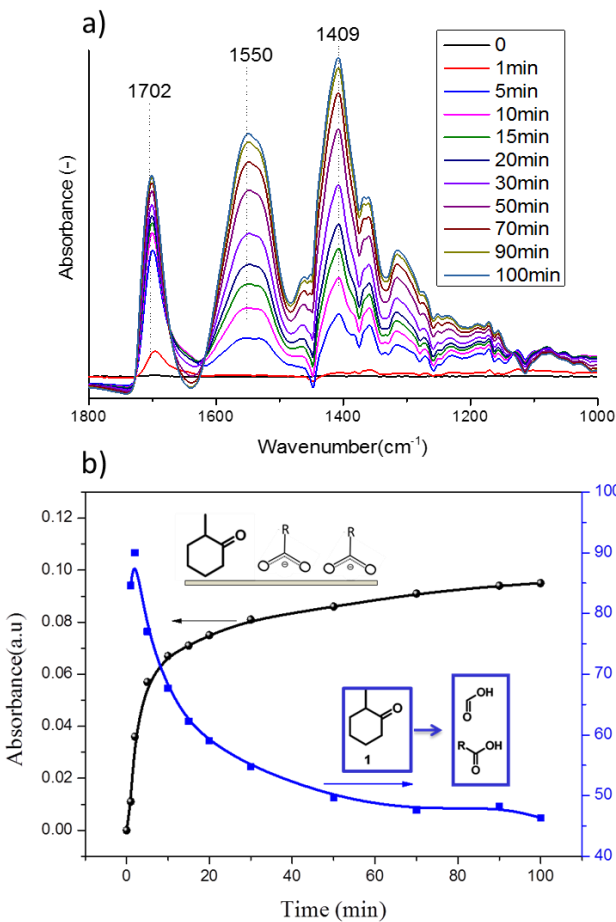 a)
1702
1550
1409
0
1min
5min
10min
15min
20min
30min
50min
70min
90min
100min
Absorbance (-)
1800 1600 1400 1200 1000
Wavenumber(cm⁻¹)
b)
0.12
0.10
0.08
0.06
0.04
0.02
0.00
Absorbance(a.u)
O
R
O ⊖ O
R
O ⊖ O
O
1
OH
O
R OH
O
100
90
80
70
60
50
40
0 20 40 60 80 100
Time (min)